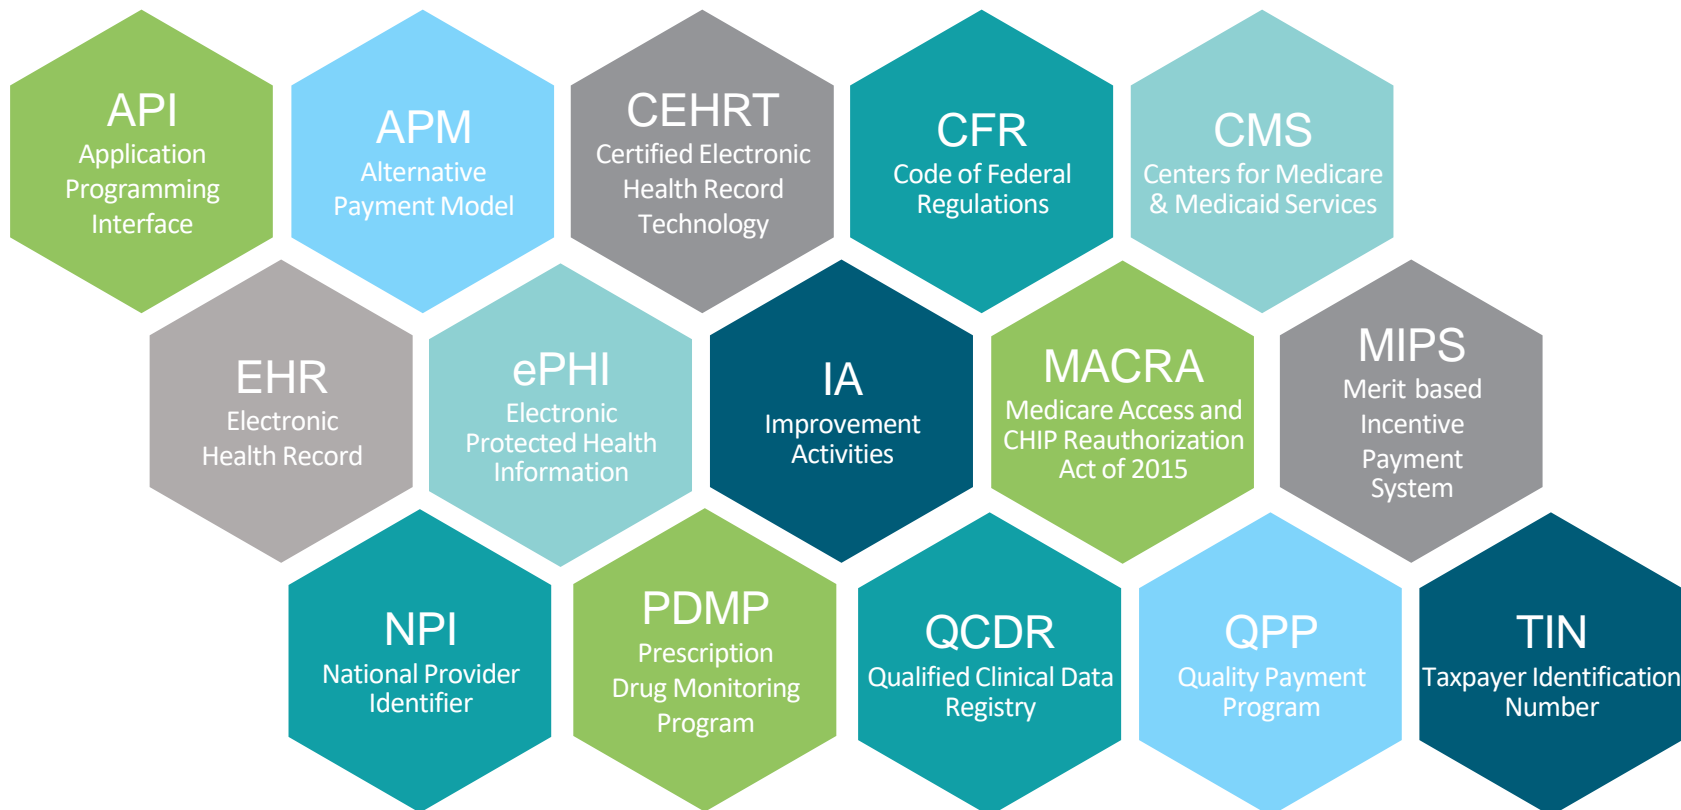 API
Application
Programming
Interface
APM
Alternative
Payment Model
CEHRT
Certified Electronic
Health Record
Technology
CFR
Code of Federal
Regulations
CMS
Centers for Medicare
& Medicaid Services
EHR
Electronic
Health Record
ePHI
Electronic
Protected Health
Information
IA
Improvement
Activities
MACRA
Medicare Access and
CHIP Reauthorization
Act of 2015
MIPS
Merit based
Incentive
Payment
System
NPI
National Provider
Identifier
PDMP
Prescription
Drug Monitoring
Program
QCDR
Qualified Clinical Data
Registry
QPP
Quality Payment
Program
TIN
Taxpayer Identification
Number